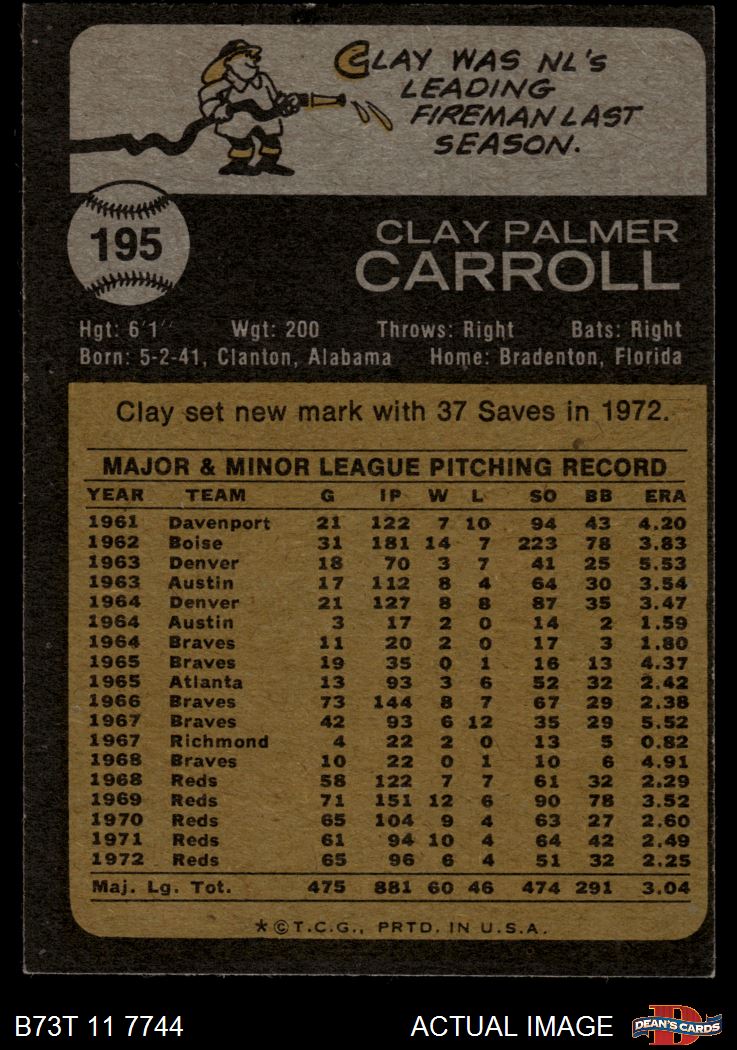 CLAY WAS NL'S
LEADING
FIREMAN LAST
SEASON.
195
CLAY PALMER
CARROLL
Hgt: 6'1" Wgt: 200 Throws: Right Bats: Right
Born: 5-2-41, Clanton, Alabama Home: Bradenton, Florida
Clay set new mark with 37 Saves in 1972.
MAJOR & MINOR LEAGUE PITCHING RECORD
YEAR TEAM G IP W L SO BB ERA
1961 Davenport 21 122 7 10 94 43 4.20
1962 Boise 31 181 14 7 223 78 3.83
1963 Denver 18 70 3 7 41 25 5.53
1963 Austin 17 112 8 4 64 30 3.54
1964 Denver 21 127 8 8 87 35 3.47
1964 Austin 3 17 2 0 14 2 1.59
1964 Braves 11 20 2 0 17 3 1.80
1965 Braves 19 35 0 1 16 13 4.37
1965 Atlanta 13 93 3 6 52 32 2.42
1966 Braves 73 144 8 7 67 29 2.38
1967 Braves 42 93 6 12 35 29 5.52
1967 Richmond 4 22 2 0 13 5 0.82
1968 Braves 10 22 0 1 10 6 4.91
1968 Reds 58 122 7 7 61 32 2.29
1969 Reds 71 151 12 6 90 78 3.52
1970 Reds 65 104 9 4 63 27 2.60
1971 Reds 61 94 10 4 64 42 2.49
1972 Reds 65 96 6 4 51 32 2.25
Maj. Lg. Tot. 475 881 60 46 474 291 3.04
*©T.C.G., PRTD. IN U.S.A.
B73T 11 7744 ACTUAL IMAGE DEAN'S CARDS